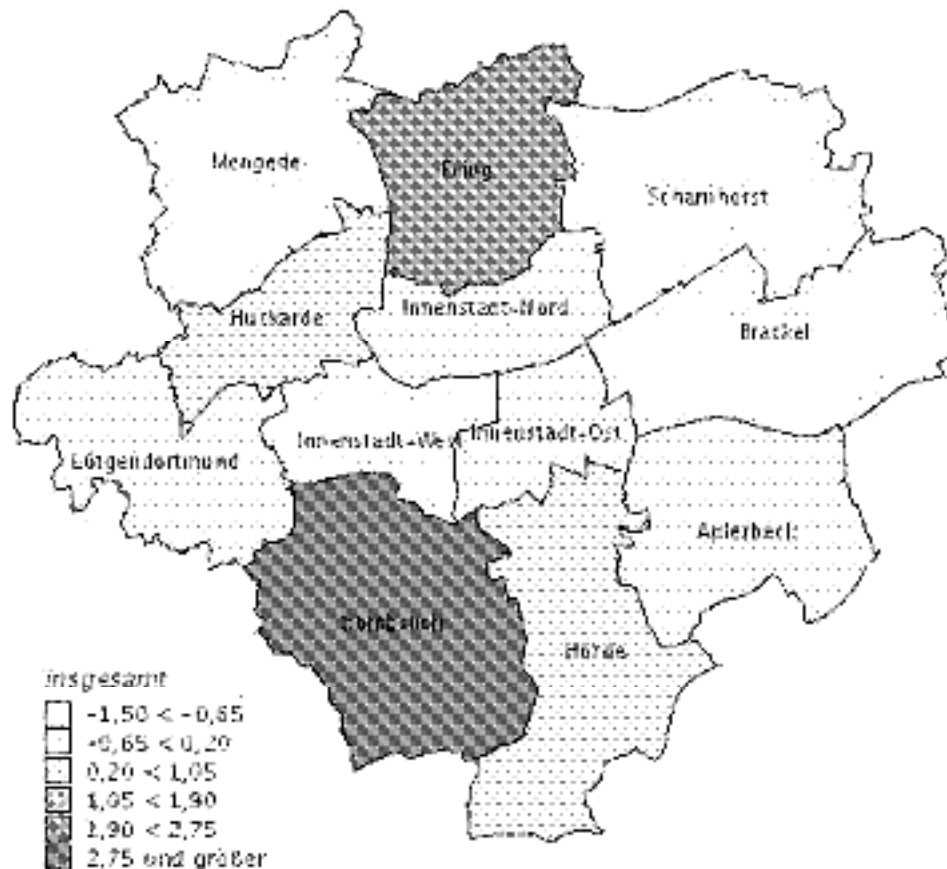 Mengede
Eving
Scharnhorst
Huckarde
Innenstadt-Nord
Brackel
Innenstadt-West
Innenstadt-Ost
Lütgendortmund
Aplerbeck
Hombruch
Hörde
insgesamt
-1,50 < -0,65
-0,65 < 0,20
0,20 < 1,05
1,05 < 1,90
1,90 < 2,75
2,75 und größer